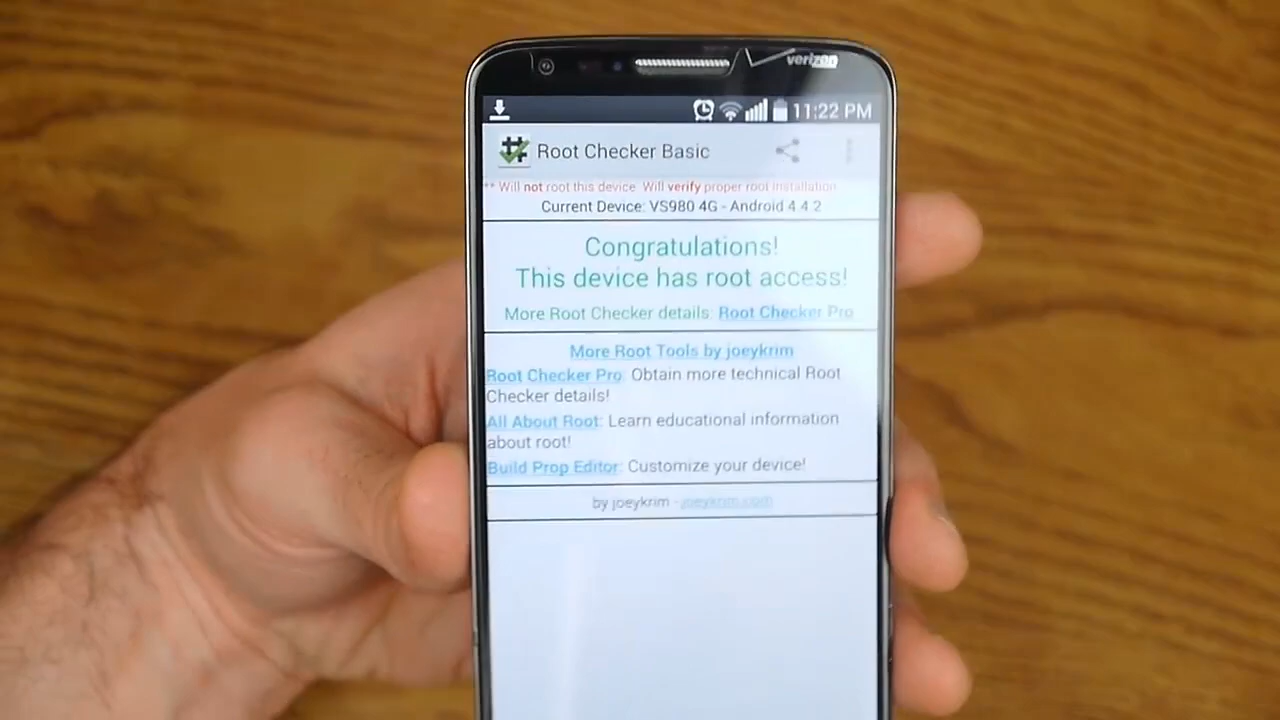 verizon
11:22 PM
Root Checker Basic
** Will not root this device. Will verify proper root installation
Current Device: VS980 4G - Android 4.4.2
Congratulations!
This device has root access!
More Root Checker details: Root Checker Pro
More Root Tools by joeykrim
Root Checker Pro: Obtain more technical Root
Checker details!
All About Root: Learn educational information
about root!
Build Prop Editor: Customize your device!
by joeykrim - joeykrim.com